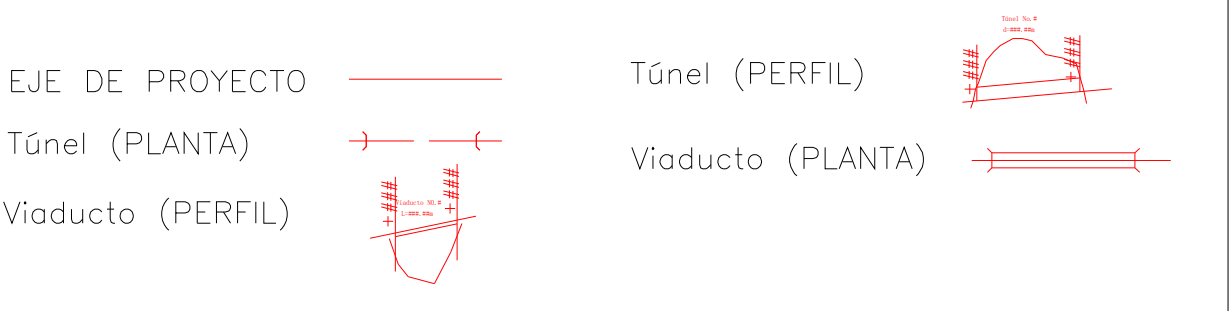 EJE DE PROYECTO
Túnel (PLANTA)
Viaducto (PERFIL)
###+###
###+###
Viaducto NO.#
L=###.##m
Túnel (PERFIL)
Túnel No.#
d=###.##m
###+###
###+###
Viaducto (PLANTA)